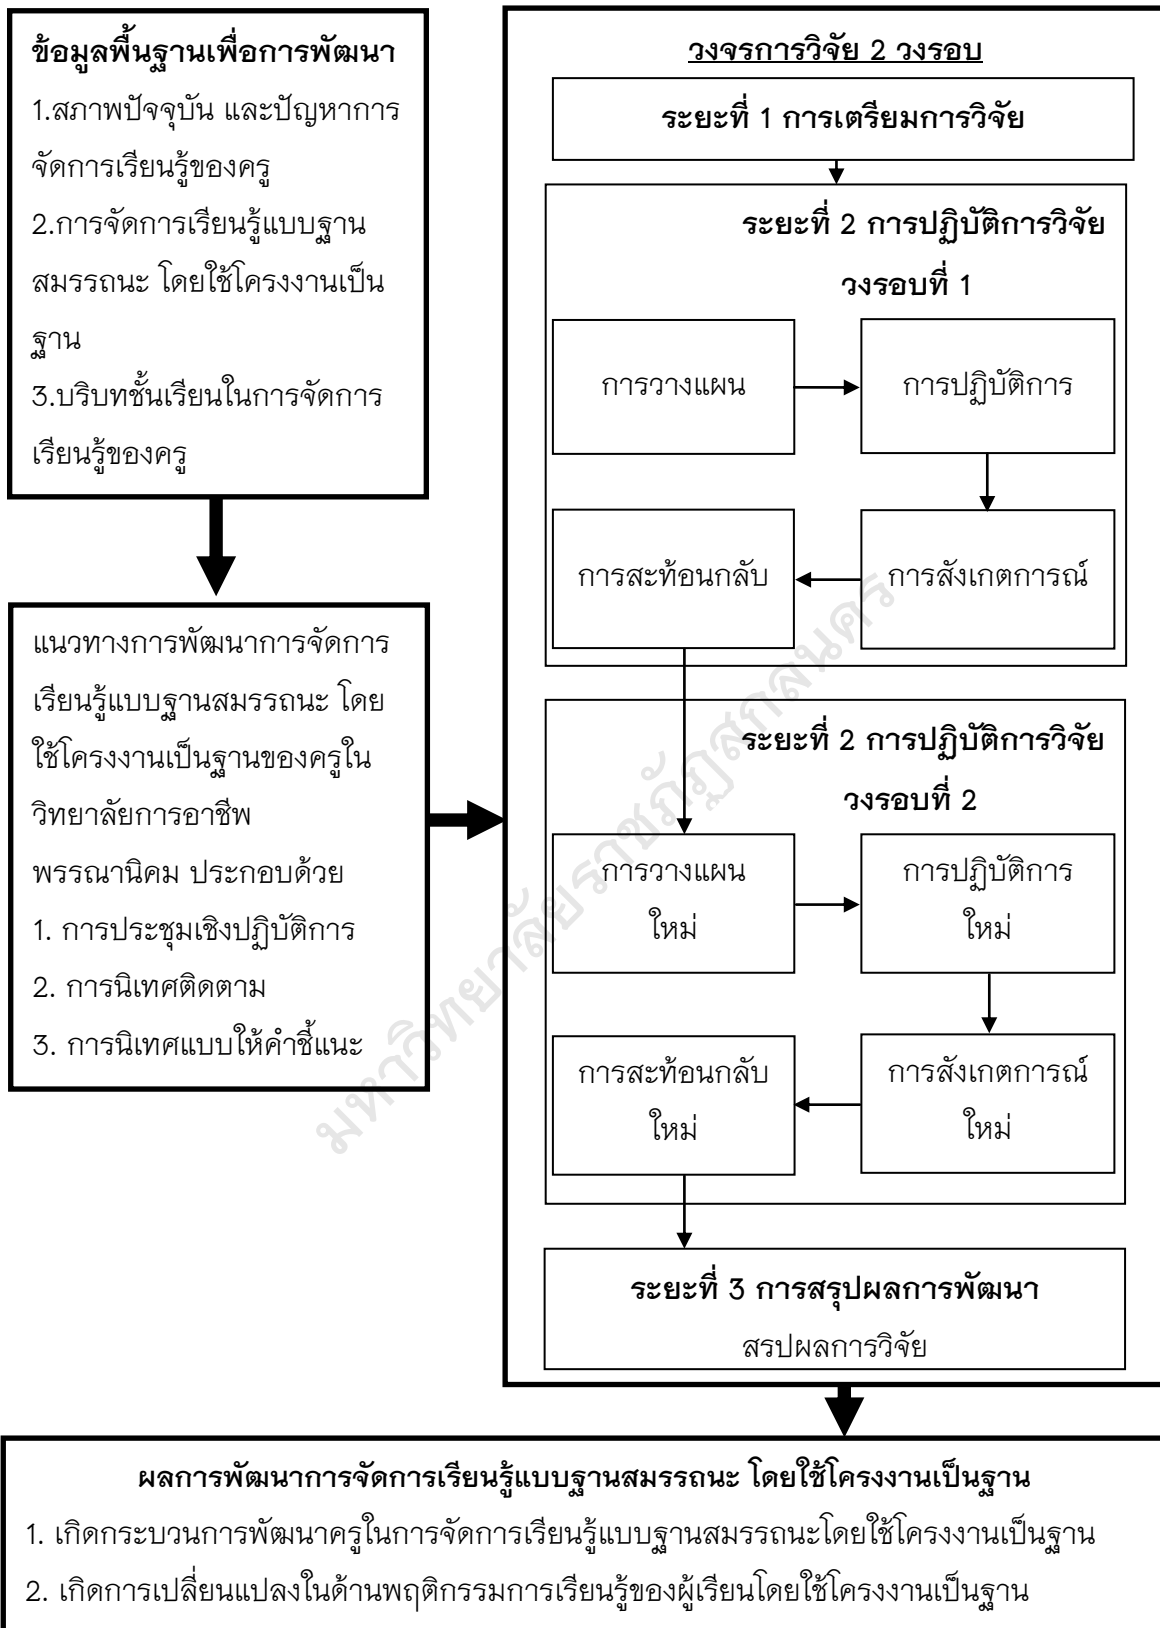 ข้อมูลพื้นฐานเพื่อการพัฒนา
1.สภาพปัจจุบัน และปัญหาการ
จัดการเรียนรู้ของครู
2.การจัดการเรียนรู้แบบฐาน
สมรรถนะ โดยใช้โครงงานเป็น
ฐาน
3.บริบทชั้นเรียนในการจัดการ
เรียนรู้ของครู
แนวทางการพัฒนาการจัดการ
เรียนรู้แบบฐานสมรรถนะ โดย
ใช้โครงงานเป็นฐานของครูใน
วิทยาลัยการอาชีพ
พรรณานิคม ประกอบด้วย
1. การประชุมเชิงปฏิบัติการ
2. การนิเทศติดตาม
3. การนิเทศแบบให้คำชี้แนะ
วงจรการวิจัย 2 วงรอบ
ระยะที่ 1 การเตรียมการวิจัย
ระยะที่ 2 การปฏิบัติการวิจัย
วงรอบที่ 1
การวางแผน
การปฏิบัติการ
การสะท้อนกลับ
การสังเกตการณ์
ระยะที่ 2 การปฏิบัติการวิจัย
วงรอบที่ 2
การวางแผน
ใหม่
การปฏิบัติการ
ใหม่
การสะท้อนกลับ
ใหม่
การสังเกตการณ์
ใหม่
ระยะที่ 3 การสรุปผลการพัฒนา
สรปผลการวิจัย
ผลการพัฒนาการจัดการเรียนรู้แบบฐานสมรรถนะ โดยใช้โครงงานเป็นฐาน
1. เกิดกระบวนการพัฒนาครูในการจัดการเรียนรู้แบบฐานสมรรถนะโดยใช้โครงงานเป็นฐาน
2. เกิดการเปลี่ยนแปลงในด้านพฤติกรรมการเรียนรู้ของผู้เรียนโดยใช้โครงงานเป็นฐาน
มหาวิทยาลัยราชภัฏสกลนคร